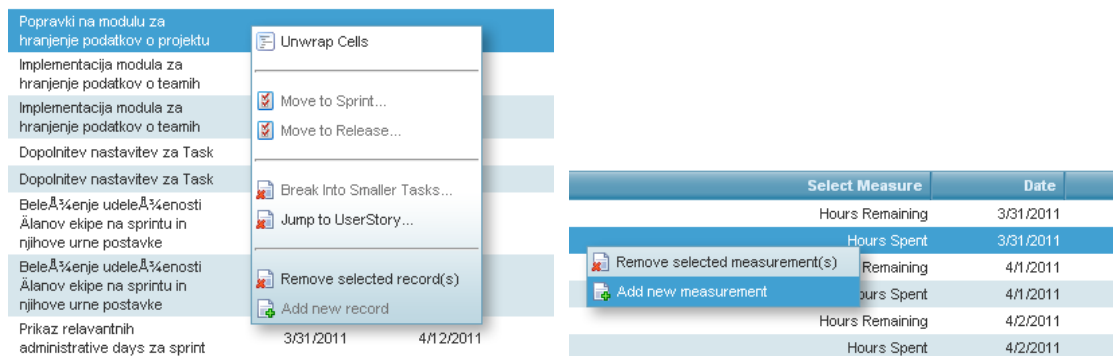 Popravki na modulu za
hranjenje podatkov o projektu
Implementacija modula za
hranjenje podatkov o teamih
Implementacija modula za
hranjenje podatkov o teamih
Dopolnitev nastavitev za Task
Dopolnitev nastavitev za Task
BeleÅ¾enje udeleÅ¾enosti
Älanov ekipe na sprintu in
njihove urne postavke
BeleÅ¾enje udeleÅ¾enosti
Älanov ekipe na sprintu in
njihove urne postavke
Prikaz relavantnih
administrative days za sprint
3/31/2011 4/12/2011
Unwrap Cells
Move to Sprint...
Move to Release...
Break Into Smaller Tasks...
Jump to UserStory...
Remove selected record(s)
Add new record
Select Measure Date
Hours Remaining 3/31/2011
Hours Spent 3/31/2011
Remaining 4/1/2011
ours Spent 4/1/2011
Hours Remaining 4/2/2011
Hours Spent 4/2/2011
Remove selected measurement(s)
Add new measurement